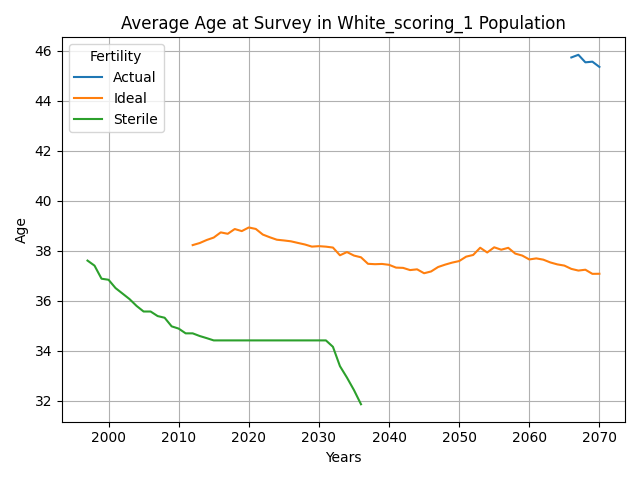 Average Age at Survey in White_scoring_1 Population
Fertility
Actual
Ideal
Sterile
46
44
42
40
38
36
34
32
Age
2000 2010 2020 2030 2040 2050 2060 2070
Years